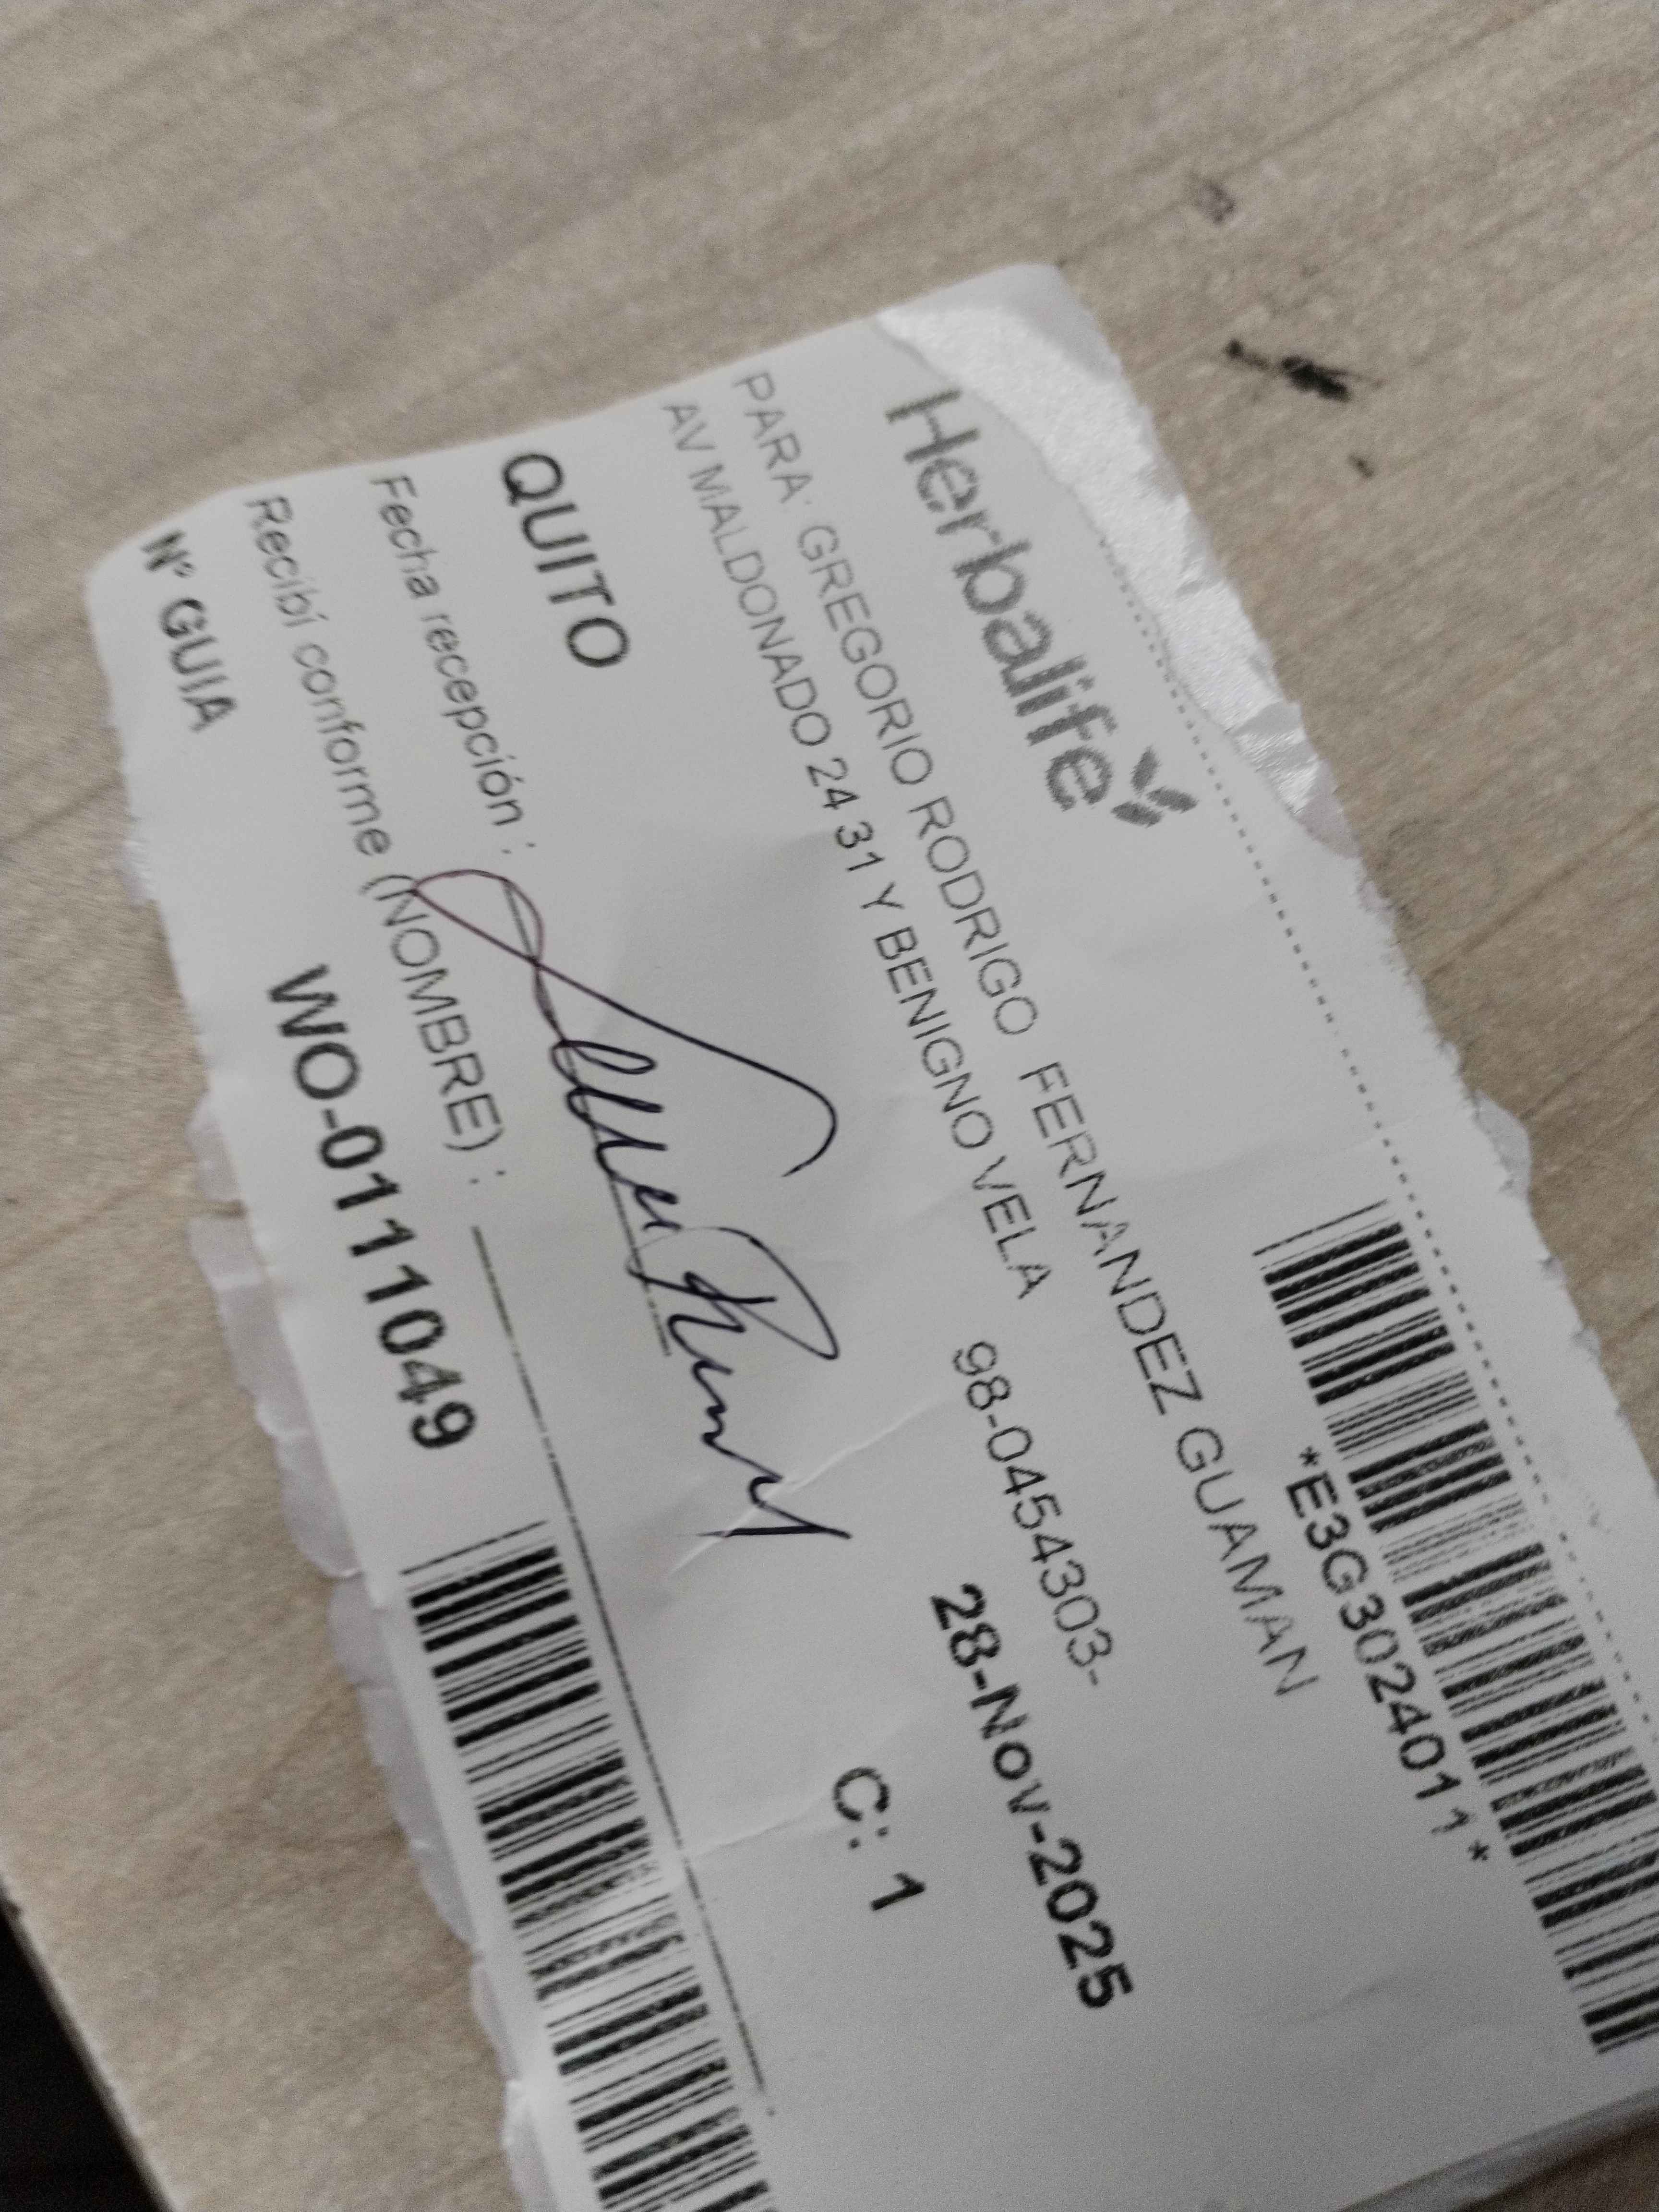 Herbalife
*E3G3024011*
PARA: GREGORIO RODRIGO FERNANDEZ GUAMAN
AV MALDONADO 24 31 Y BENIGNO VELA 98-0454303-
28-Nov-2025
QUITO
C: 1
Fecha recepción :
Recibí conforme (NOMBRE) :
N° GUIA WO-0111049